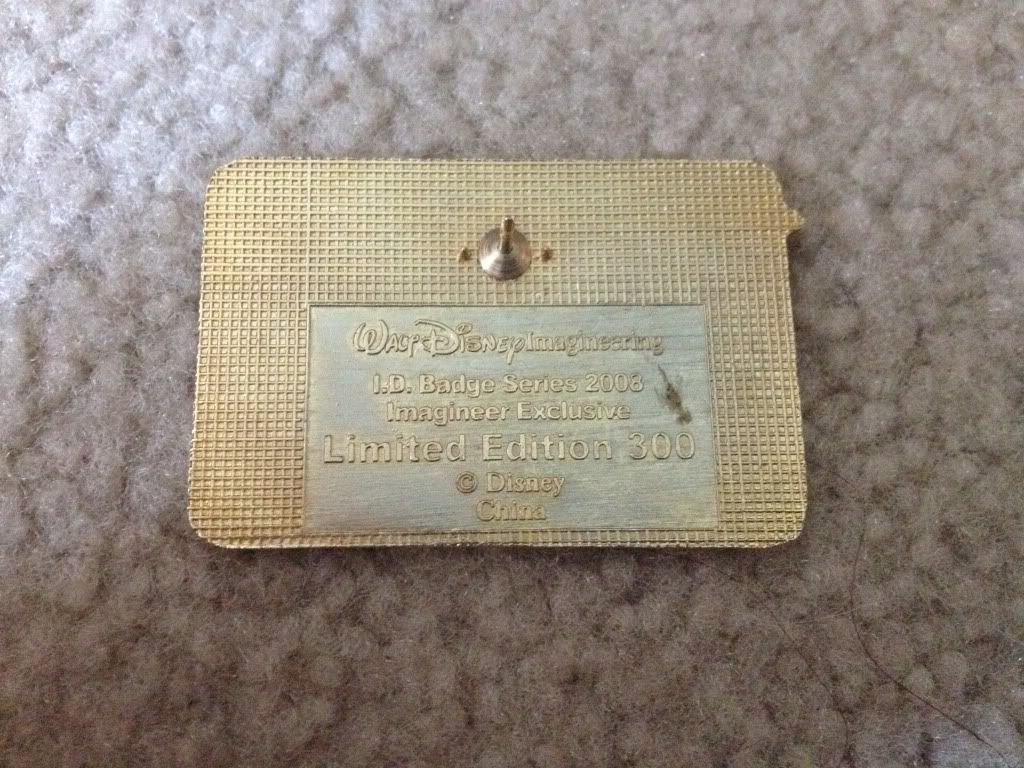 Walt Disney Imagineering
I.D. Badge Series 2008
Imagineer Exclusive
Limited Edition 300
© Disney
China